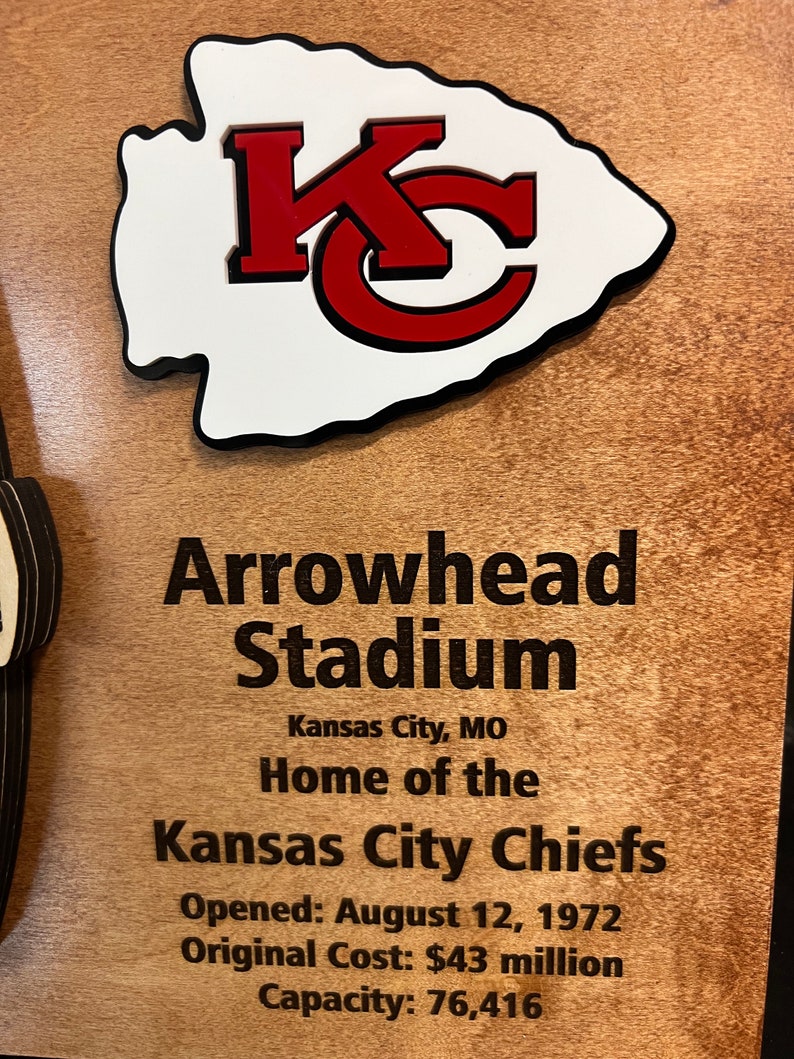 KC
Arrowhead
Stadium
Kansas City, MO
Home of the
Kansas City Chiefs
Opened: August 12, 1972
Original Cost: $43 million
Capacity: 76,416